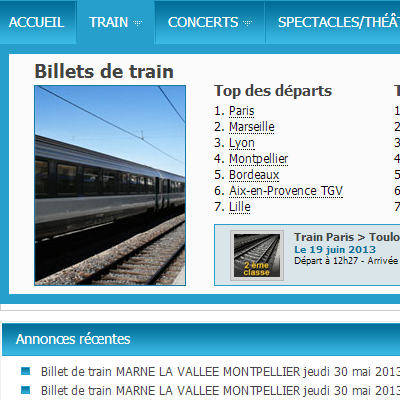 ACCUEIL TRAIN CONCERTS SPECTACLES/THÉÂ
Billets de train
Top des départs
1. Paris
2. Marseille
3. Lyon
4. Montpellier
5. Bordeaux
6. Aix-en-Provence TGV
7. Lille
T
1
2
3
4
5
6
7
2 ème
classe
Train Paris > Toulo
Le 19 juin 2013
Départ à 12h27 - Arrivée
Annonces récentes
Billet de train MARNE LA VALLEE MONTPELLIER jeudi 30 mai 2013
Billet de train MARNE LA VALLEE MONTPELLIER jeudi 30 mai 2013